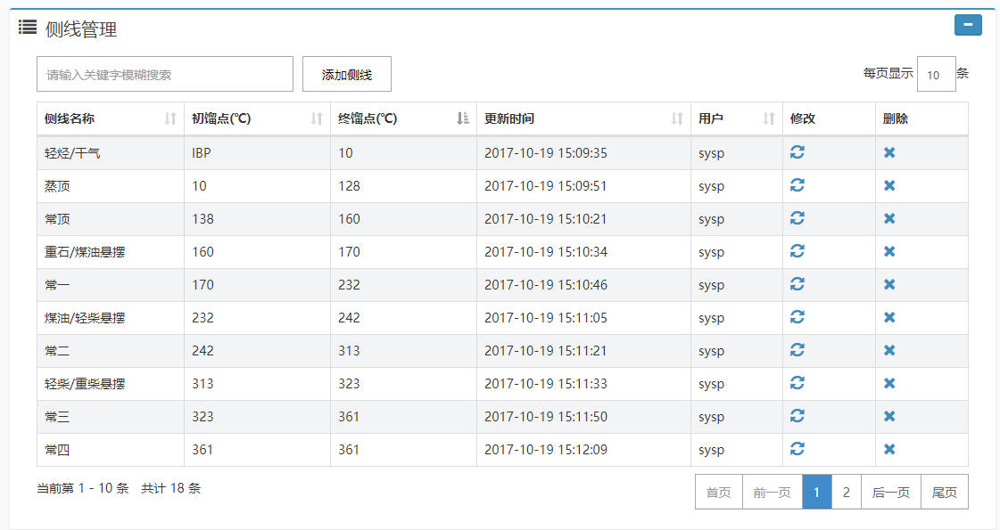 侧线管理
请输入关键字模糊搜索 添加侧线 每页显示 10 条
侧线名称 初馏点(℃) 终馏点(℃) 更新时间 用户 修改 删除
轻烃/干气 IBP 10 2017-10-19 15:09:35 sysp
蒸顶 10 128 2017-10-19 15:09:51 sysp
常顶 138 160 2017-10-19 15:10:21 sysp
重石/煤油悬摆 160 170 2017-10-19 15:10:34 sysp
常一 170 232 2017-10-19 15:10:46 sysp
煤油/轻柴悬摆 232 242 2017-10-19 15:11:05 sysp
常二 242 313 2017-10-19 15:11:21 sysp
轻柴/重柴悬摆 313 323 2017-10-19 15:11:33 sysp
常三 323 361 2017-10-19 15:11:50 sysp
常四 361 361 2017-10-19 15:12:09 sysp
当前第 1 - 10 条 共计 18 条 首页 前一页 1 2 后一页 尾页